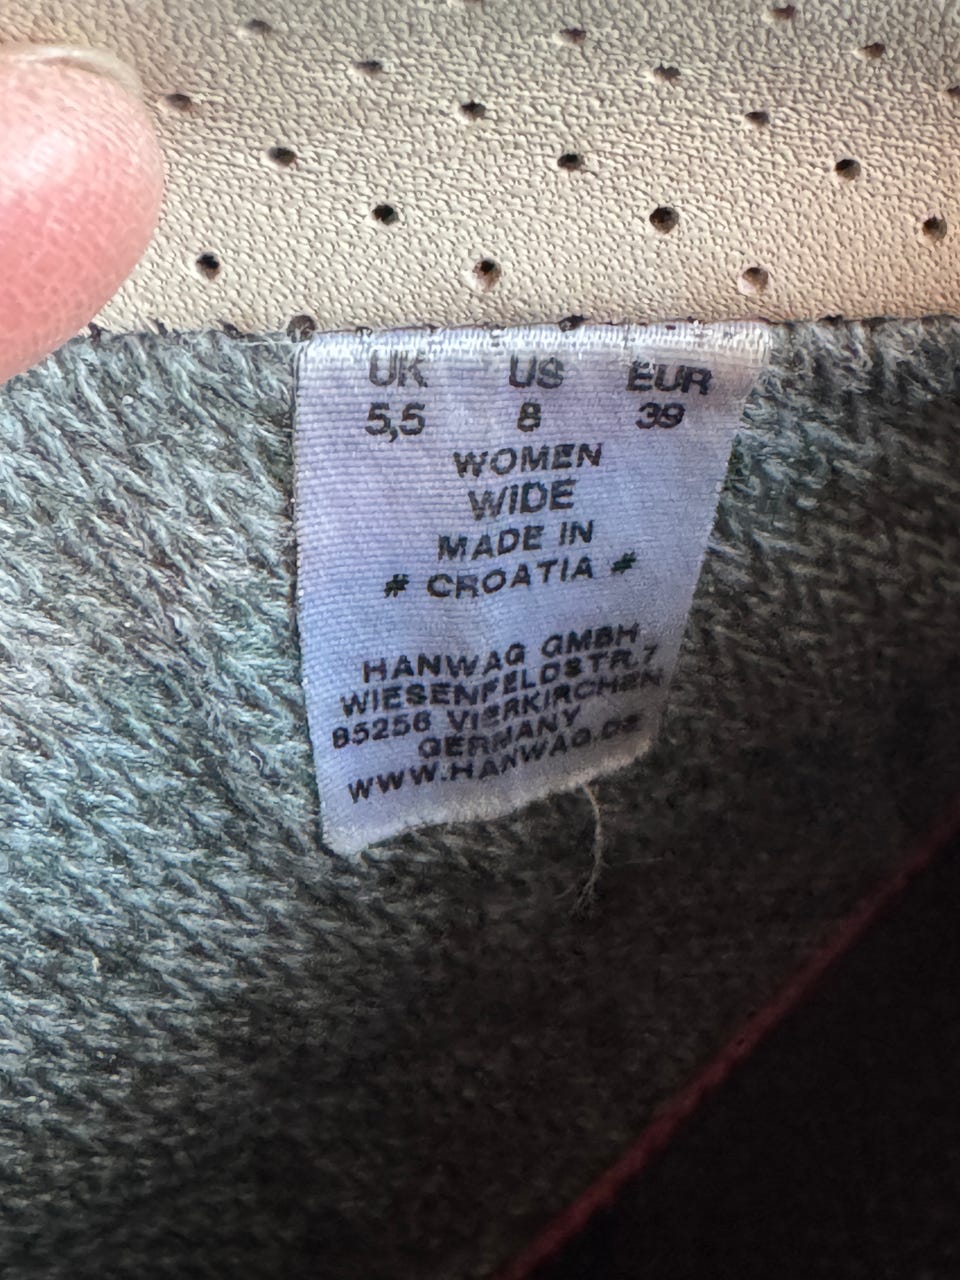 UK US EUR
5,5 8 39
WOMEN
WIDE
MADE IN
# CROATIA #
HANWAG GMBH
WIESENFELDSTR.7
85256 VIERKIRCHEN
GERMANY
WWW.HANWAG.DE